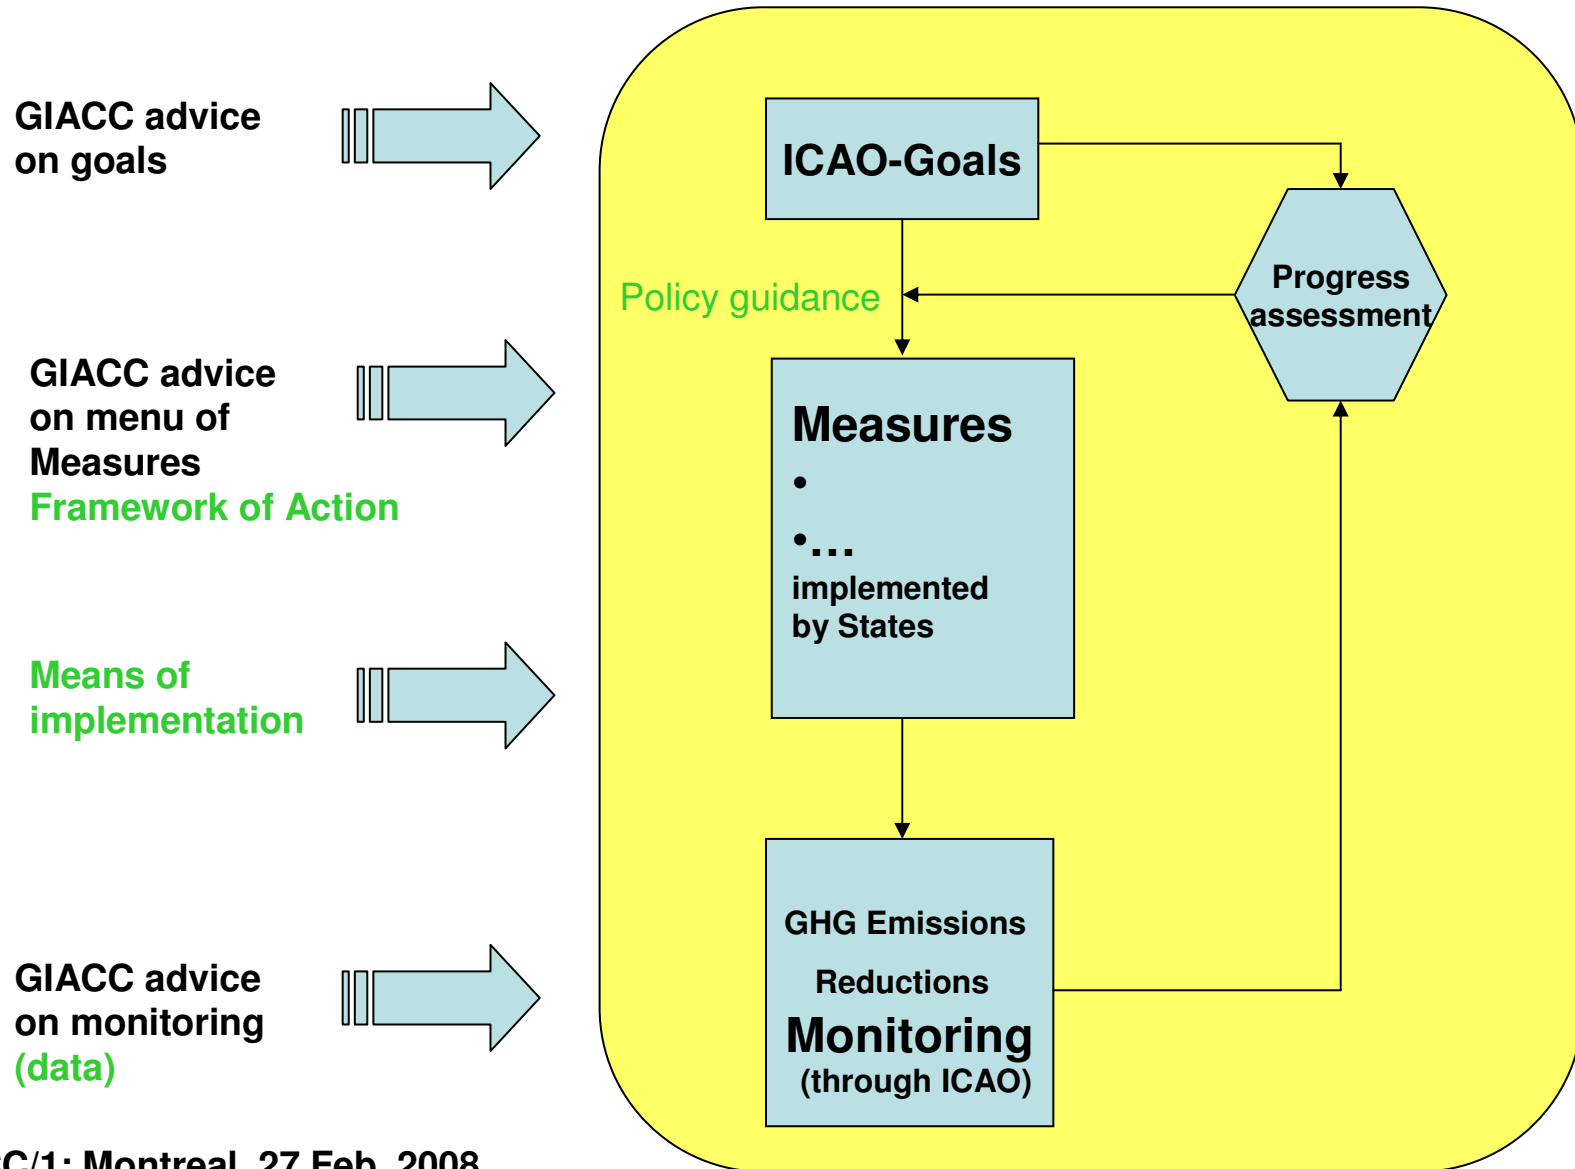 GIACC advice
on goals
ICAO-Goals
Policy guidance
Progress
assessment
GIACC advice
on menu of
Measures
Framework of Action
Measures
•
•...
implemented
by States
Means of
implementation
GIACC advice
on monitoring
(data)
GHG Emissions
Reductions
Monitoring
(through ICAO)
C/1: Montreal, 27 Feb. 2008